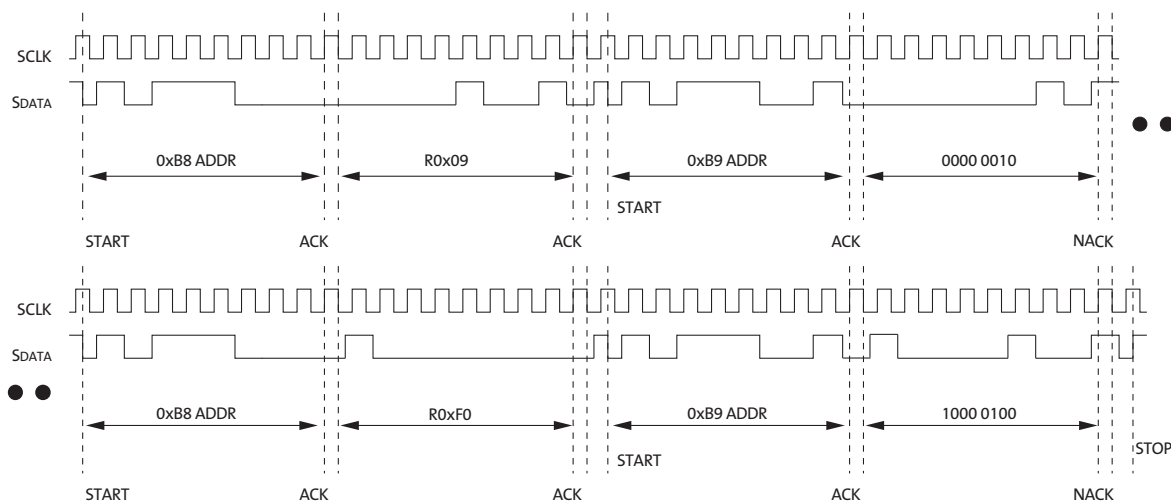 SCLK
SDATA
0xB8 ADDR R0x09 0xB9 ADDR 0000 0010
START
START ACK ACK ACK NACK
SCLK
SDATA
0xB8 ADDR R0xF0 0xB9 ADDR 1000 0100
STOP
START
START ACK ACK ACK NACK